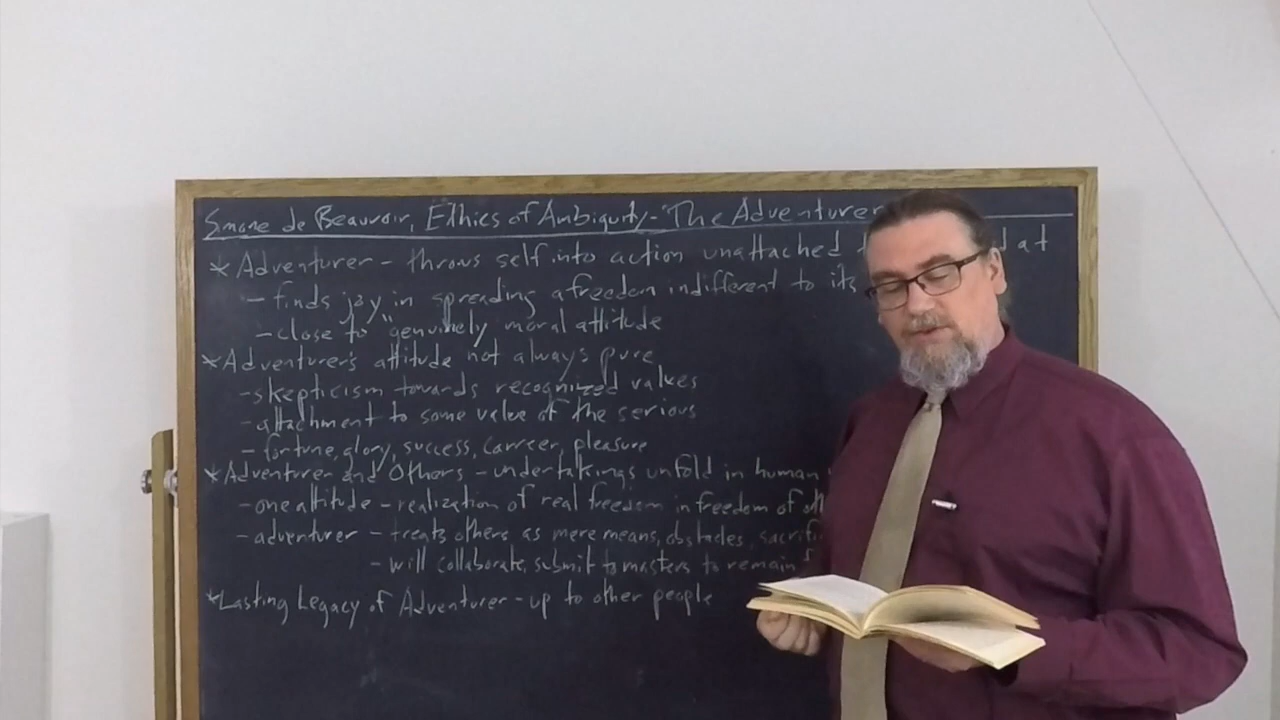 Simone de Beauvoir, Ethics of Ambiguity - "The Adventurer
* Adventurer - throws self into action unattached at
- finds joy in spreading a freedom indifferent to its
- close to "genuinely moral attitude
* Adventurer's attitude not always pure
- skepticism towards recognized values
- attachment to some value of the serious
- fortune, glory, success, carreer, pleasure
* Adventurer and Others - undertakings unfold in human
- one attitude - realization of real freedom in freedom of
- adventurer - treats others as mere means, obstacles,
- will collaborate, submit to masters to remain
* Lasting Legacy of Adventurer - up to other people